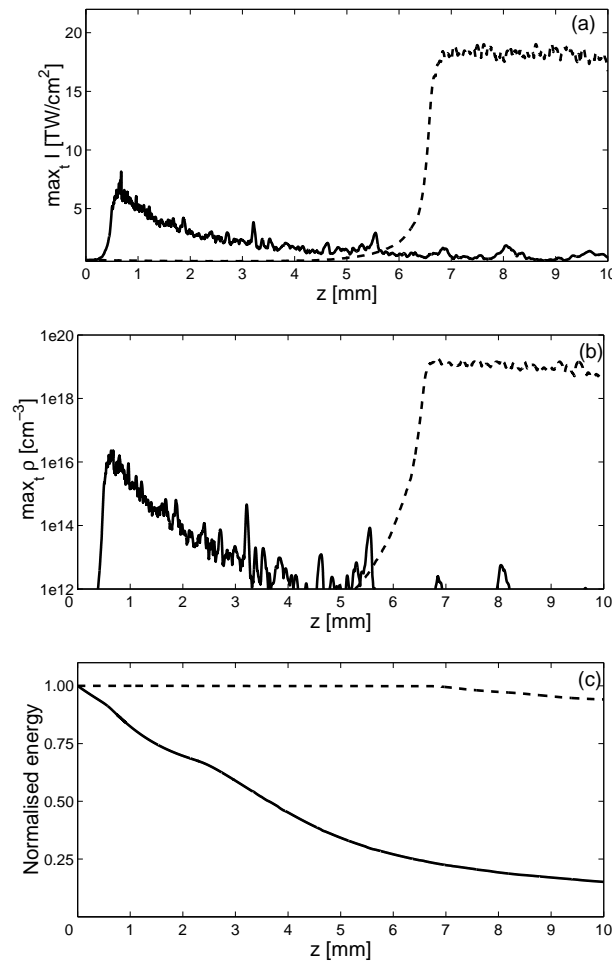 (a)
20
15
10
5
max_t I [TW/cm²]
0 1 2 3 4 5 6 7 8 9 10
z [mm]
(b)
1e20
1e18
1e16
1e14
1e12
max_t ρ [cm⁻³]
0 1 2 3 4 5 6 7 8 9 10
z [mm]
(c)
1.00
0.75
0.50
0.25
Normalised energy
0 1 2 3 4 5 6 7 8 9 10
z [mm]